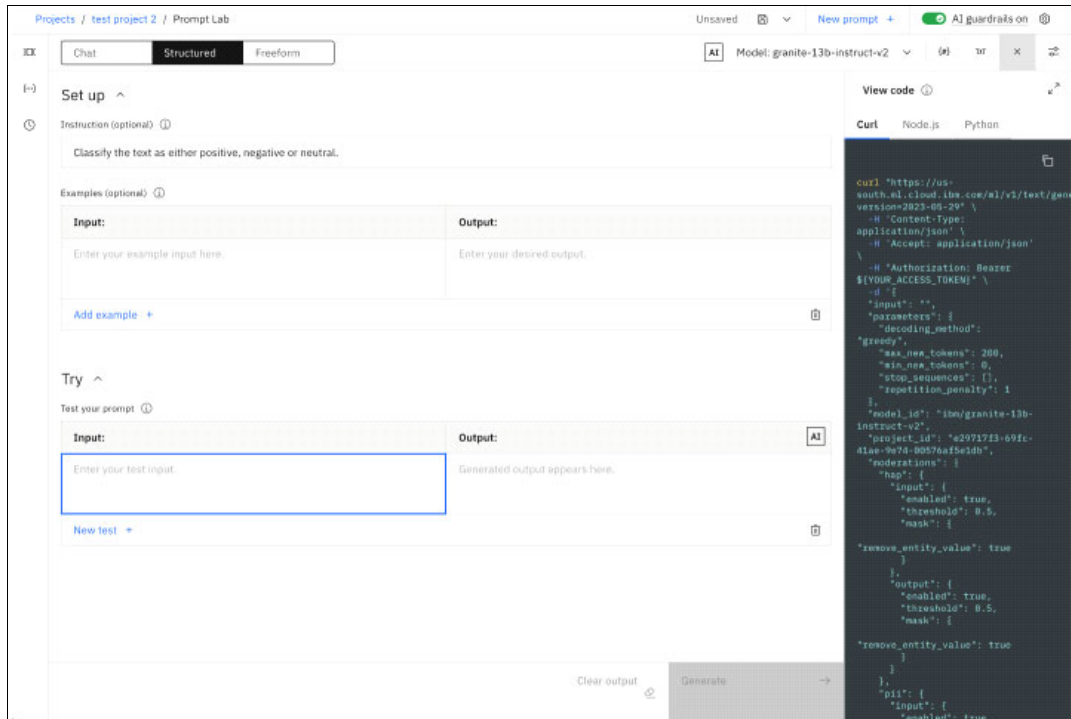 Projects / test project 2 / Prompt Lab
Unsaved
New prompt +
AI guardrails on
Chat
Structured
Freeform
AI
Model: granite-13b-instruct-v2
Set up
Instruction (optional)
Classify the text as either positive, negative or neutral.
Examples (optional)
Input:
Output:
Enter your example input here.
Enter your desired output.
Add example +
Try
Test your prompt
Input:
Output:
AI
Enter your test input.
Generated output appears here.
New test +
Clear output
Generate
View code
Curl
Node.js
Python
curl "https://us-
south.ml.cloud.ibm.com/ml/v1/text/gene
version=2023-05-29" \
-H 'Content-Type:
application/json' \
-H 'Accept: application/json'
\
-H "Authorization: Bearer
${YOUR_ACCESS_TOKEN}" \
-d '{
"input": "",
"parameters": {
"decoding_method":
"greedy",
"max_new_tokens": 200,
"min_new_tokens": 0,
"stop_sequences": [],
"repetition_penalty": 1
},
"model_id": "ibm/granite-13b-
instruct-v2",
"project_id": "e29717f3-69fc-
41ae-9e74-00576af5e1db",
"moderations": {
"hap": {
"input": {
"enabled": true,
"threshold": 0.5,
"mask": {
"remove_entity_value": true
}
},
"output": {
"enabled": true,
"threshold": 0.5,
"mask": {
"remove_entity_value": true
}
}
},
"pii": {
"input": {
"enabled": true